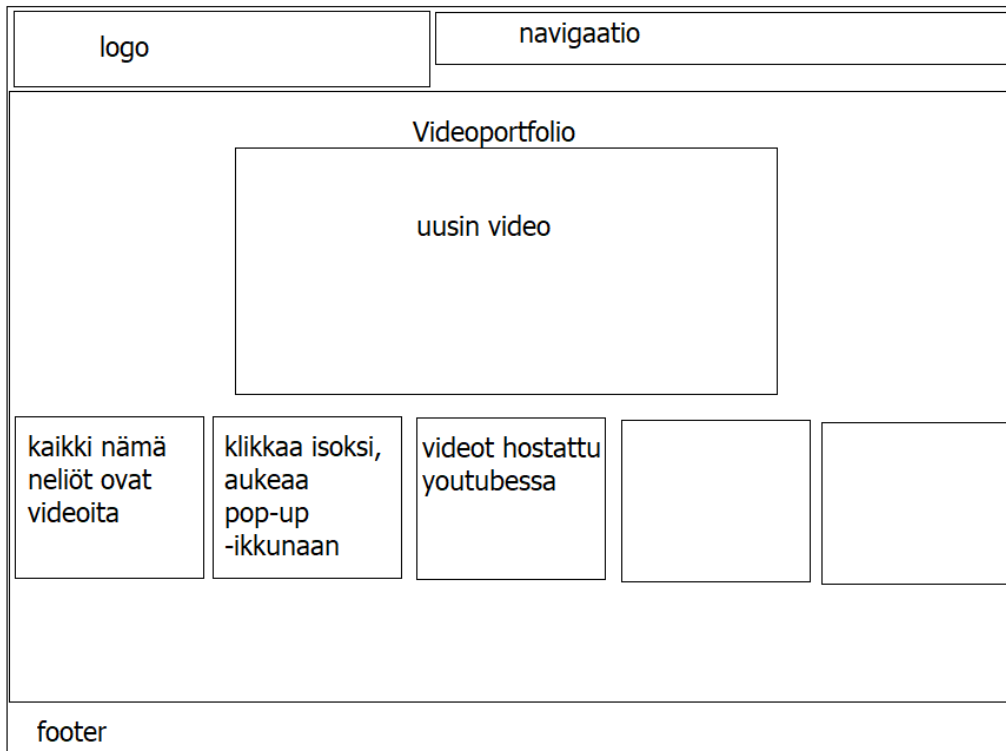 logo
navigaatio
Videoportfolio
uusin video
kaikki nämä
neliöt ovat
videoita
klikkaa isoksi,
aukeaa
pop-up
-ikkunaan
videot hostattu
youtubessa
footer